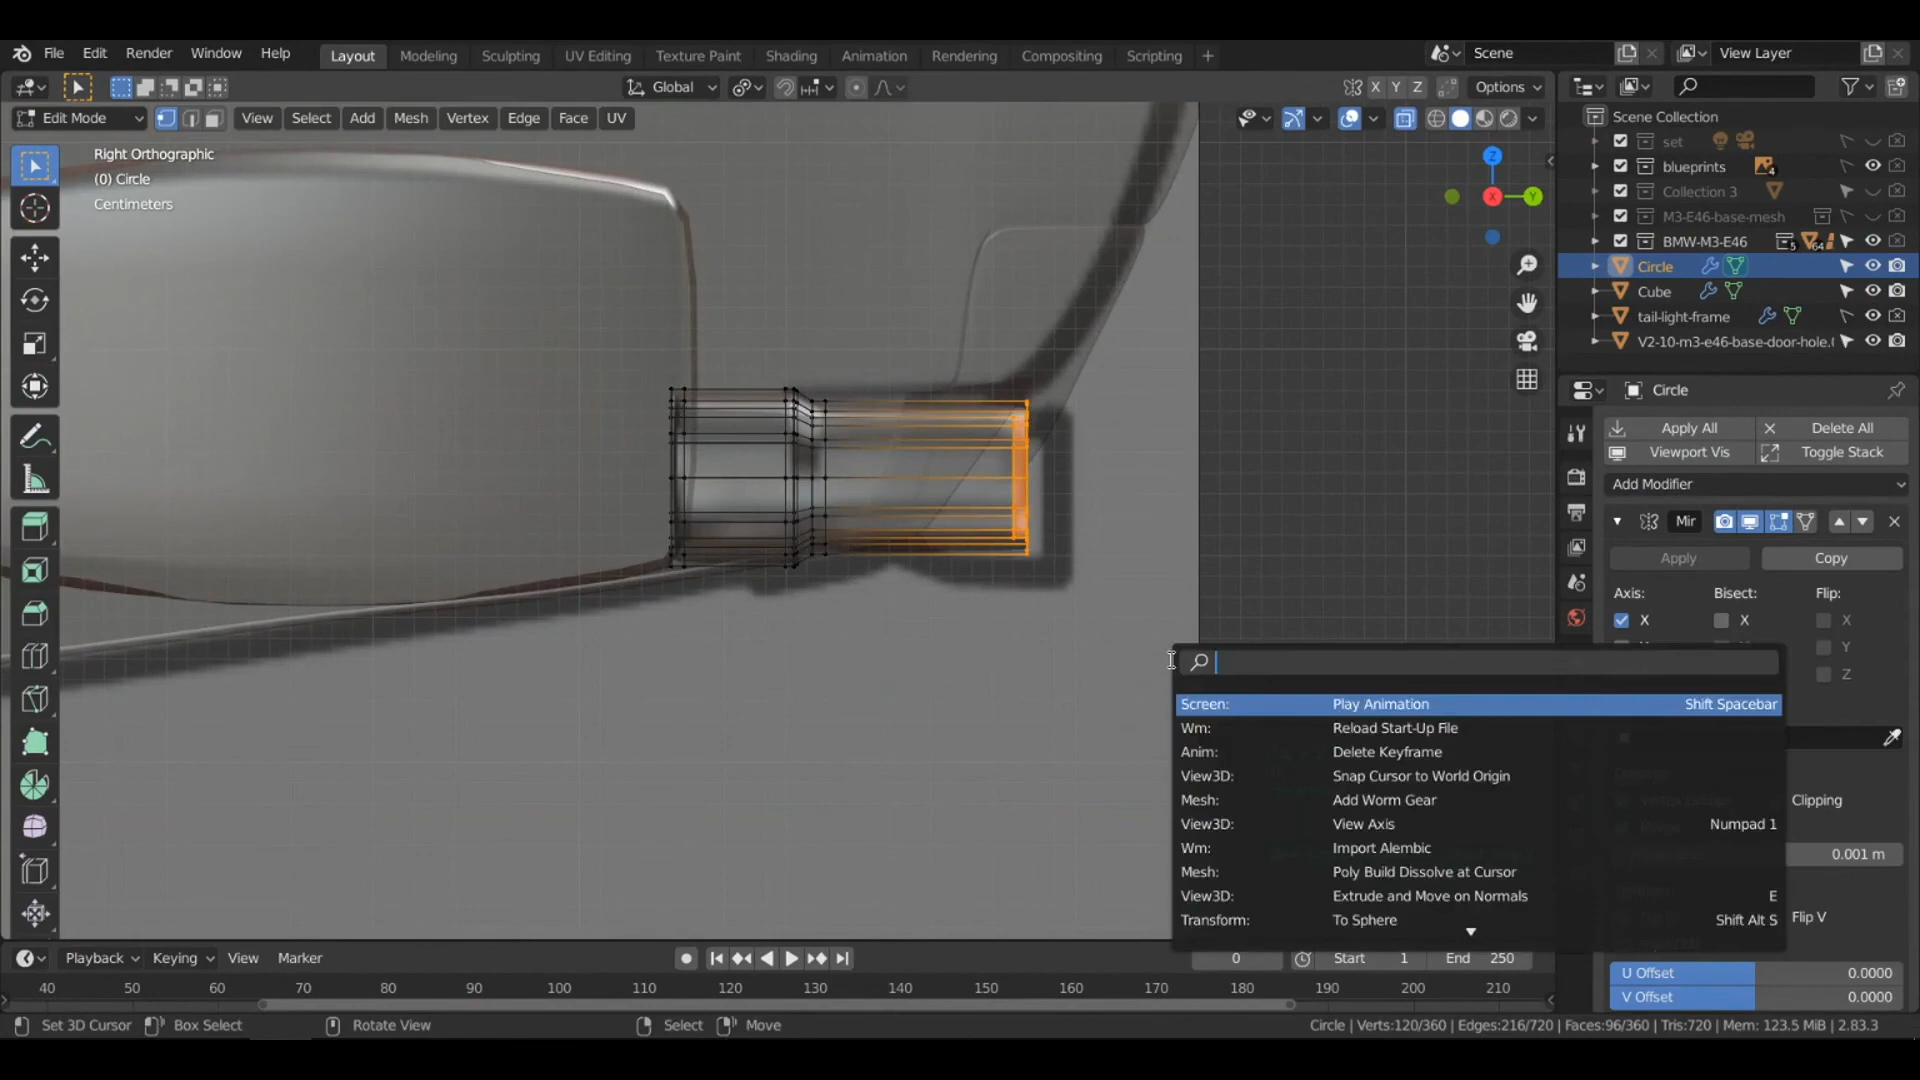 File Edit Render Window Help Layout Modeling Sculpting UV Editing Texture Paint Shading Animation Rendering Compositing Scripting + Scene View Layer
Global X Y Z Options
Edit Mode View Select Add Mesh Vertex Edge Face UV
Right Orthographic
(0) Circle
Centimeters
Z
X
Y
Scene Collection
set
blueprints 4
Collection 3
M3-E46-base-mesh
BMW-M3-E46 5 64
Circle
Cube
tail-light-frame
V2-10-m3-e46-base-door-hole.
Circle
Apply All Delete All
Viewport Vis Toggle Stack
Add Modifier
Mir
Apply Copy
Axis: Bisect: Flip:
X X X
Y
Z
Clipping
0.001 m
Flip V
U Offset 0.0000
V Offset 0.0000
Screen: Play Animation Shift Spacebar
Wm: Reload Start-Up File
Anim: Delete Keyframe
View3D: Snap Cursor to World Origin
Mesh: Add Worm Gear
View3D: View Axis Numpad 1
Wm: Import Alembic
Mesh: Poly Build Dissolve at Cursor
View3D: Extrude and Move on Normals E
Transform: To Sphere Shift Alt S
Playback Keying View Marker 0 Start 1 End 250
40 50 60 70 80 90 100 110 120 130 140 150 160 170 180 190 200 210
Set 3D Cursor Box Select Rotate View Select Move Circle | Verts:120/360 | Edges:216/720 | Faces:96/360 | Tris:720 | Mem: 123.5 MiB | 2.83.3